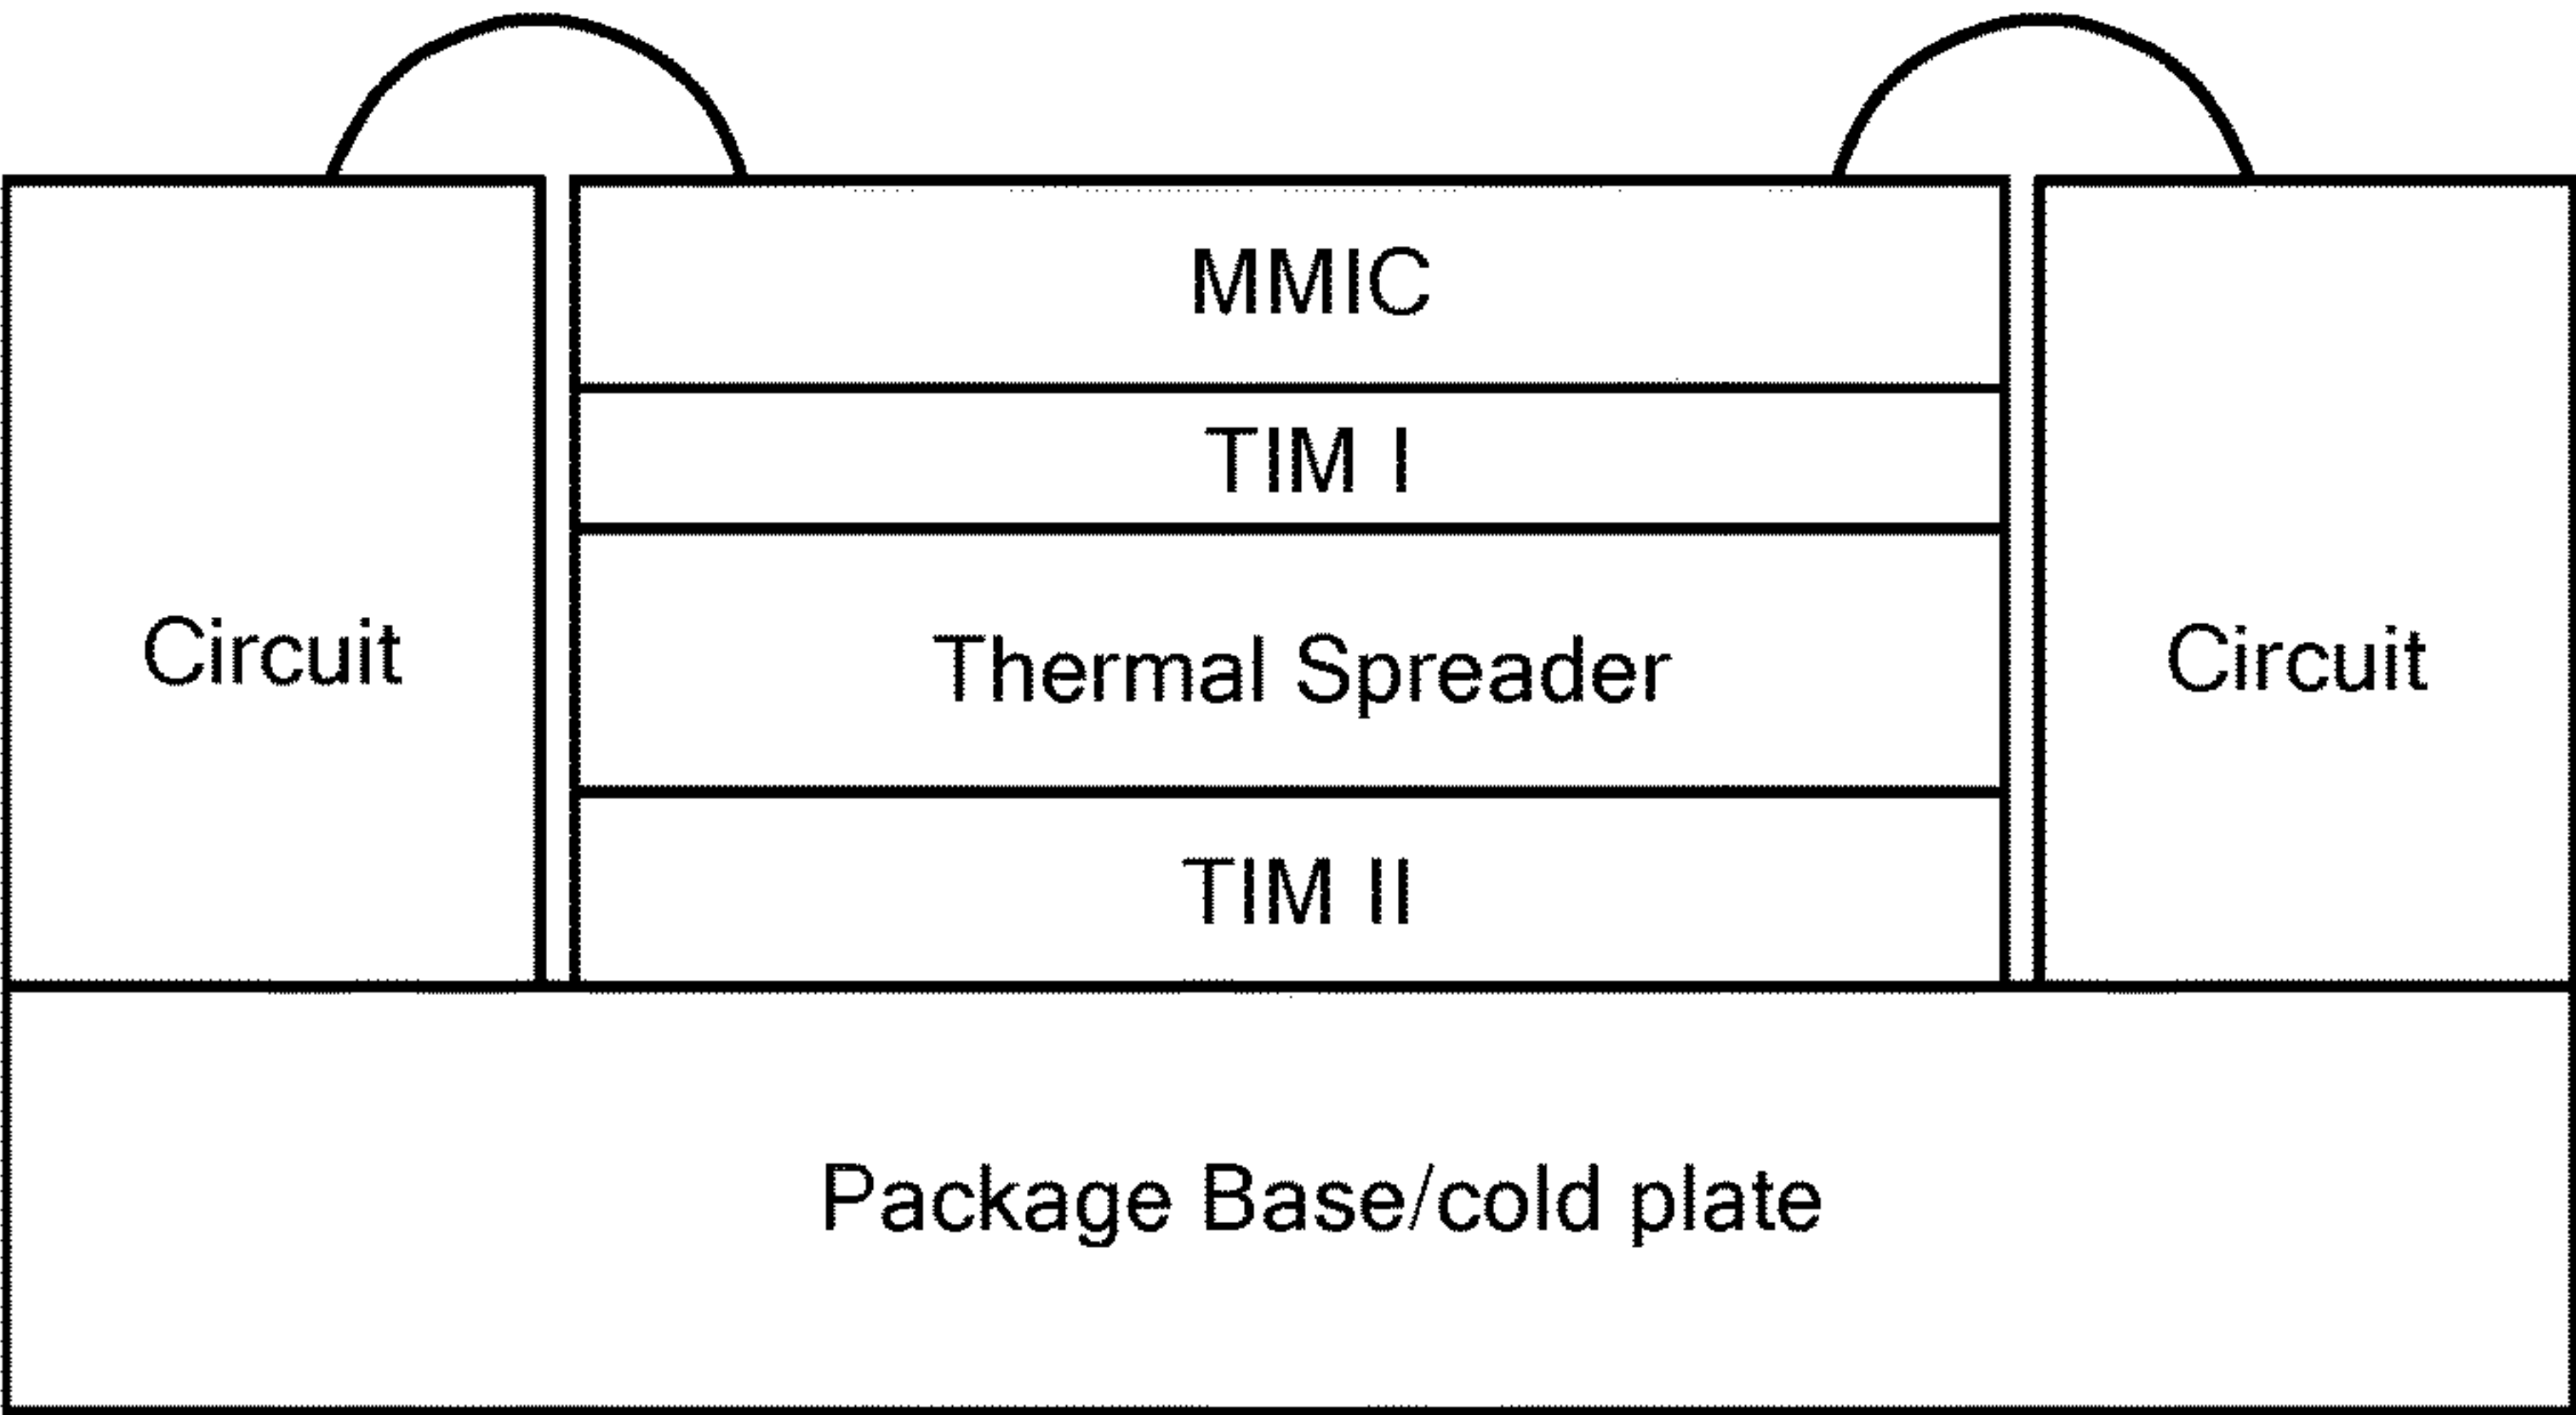 MMIC
TIM I
Circuit
Thermal Spreader
Circuit
TIM II
Package Base/cold plate